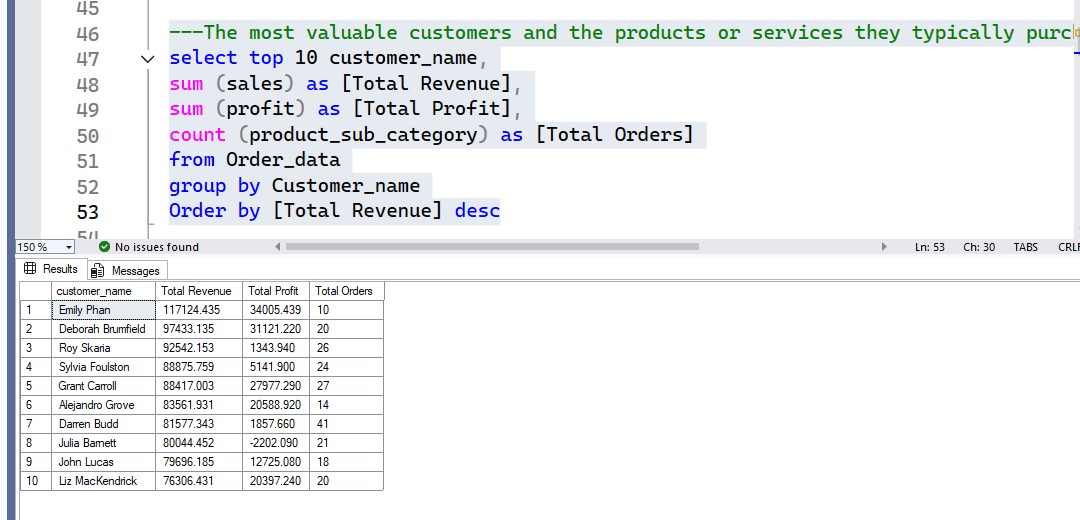 45
46 ---The most valuable customers and the products or services they typically purc
47 select top 10 customer_name,
48 sum (sales) as [Total Revenue],
49 sum (profit) as [Total Profit],
50 count (product_sub_category) as [Total Orders]
51 from Order_data
52 group by Customer_name
53 Order by [Total Revenue] desc
54
150 % No issues found Ln: 53 Ch: 30 TABS CRLF
Results Messages
customer_name Total Revenue Total Profit Total Orders
1 Emily Phan 117124.435 34005.439 10
2 Deborah Brumfield 97433.135 31121.220 20
3 Roy Skaria 92542.153 1343.940 26
4 Sylvia Foulston 88875.759 5141.900 24
5 Grant Carroll 88417.003 27977.290 27
6 Alejandro Grove 83561.931 20588.920 14
7 Darren Budd 81577.343 1857.660 41
8 Julia Barnett 80044.452 -2202.090 21
9 John Lucas 79696.185 12725.080 18
10 Liz MacKendrick 76306.431 20397.240 20